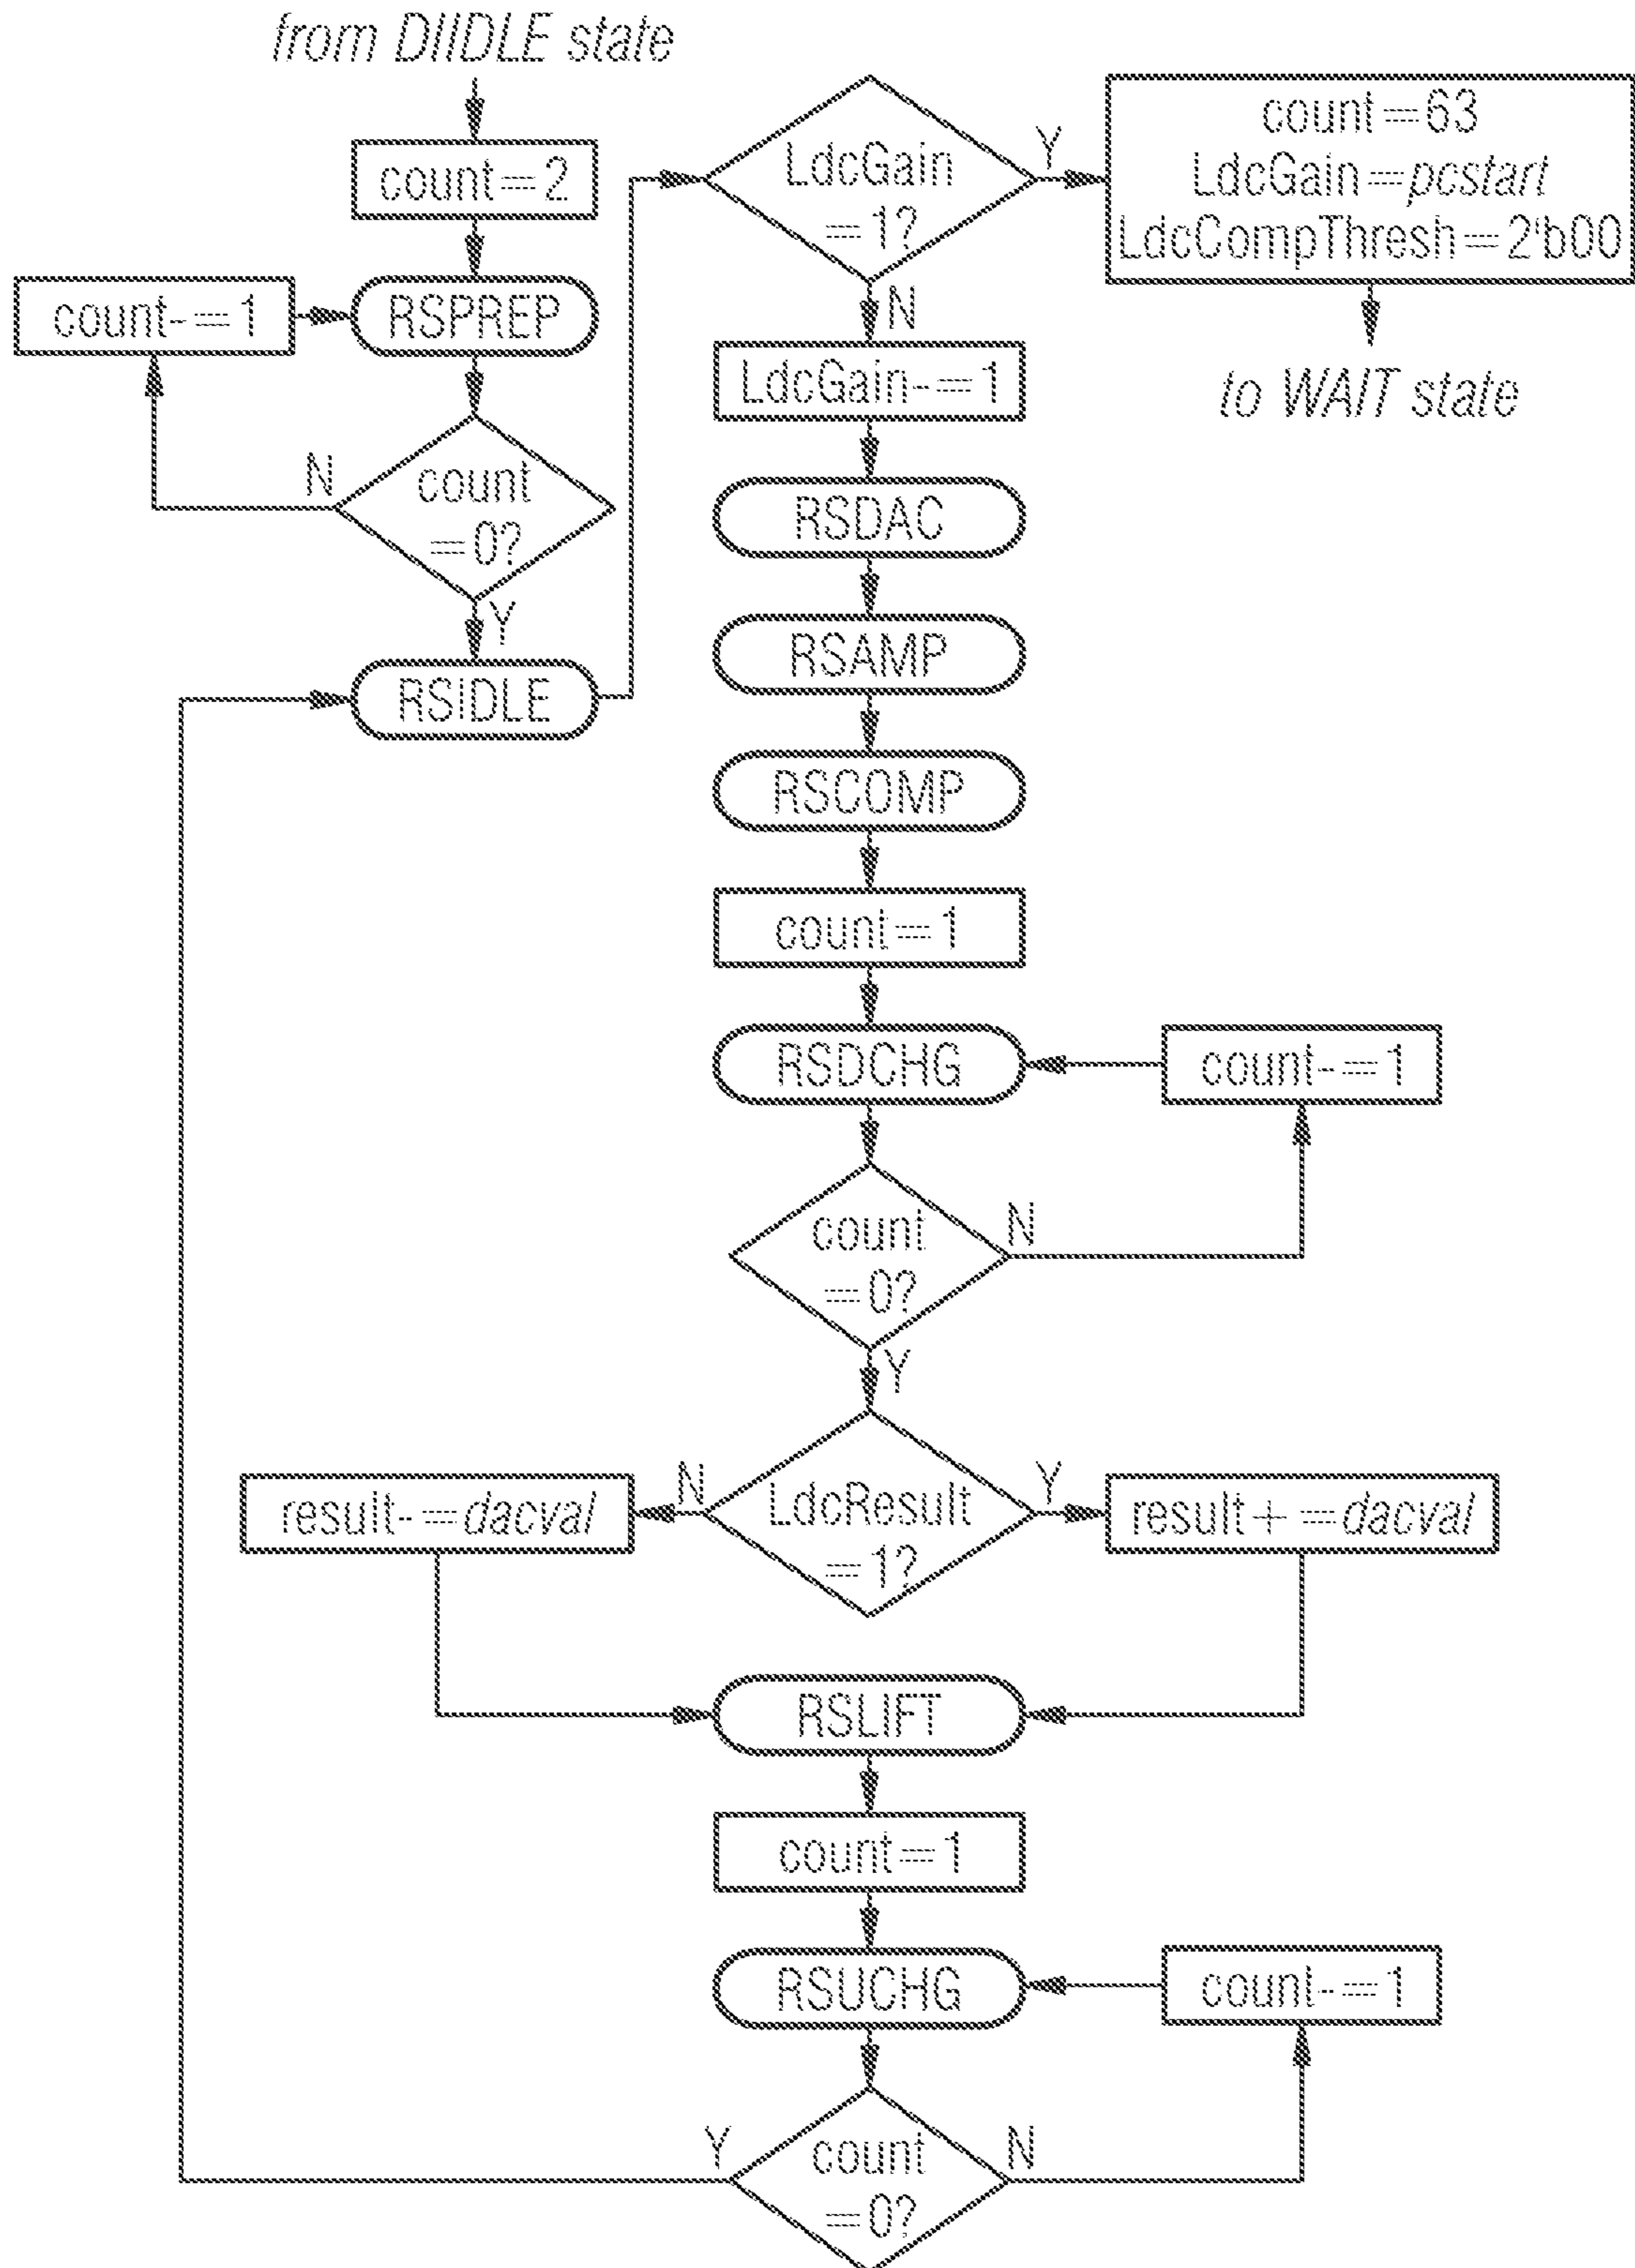 from DIIDLE state
count=2
count-=1
RSPREP
N
count
=0?
Y
RSIDLE
LdcGain
=1?
Y
count=63
LdcGain=pcstart
LdcCompThresh=2'b00
to WAIT state
N
LdcGain-=1
RSDAC
RSAMP
RSCOMP
count=1
RSDCHG
count-=1
count
=0?
N
Y
LdcResult
=1?
N
result-=dacval
Y
result+=dacval
RSLIFT
count=1
RSUCHG
count-=1
Y
count
=0?
N